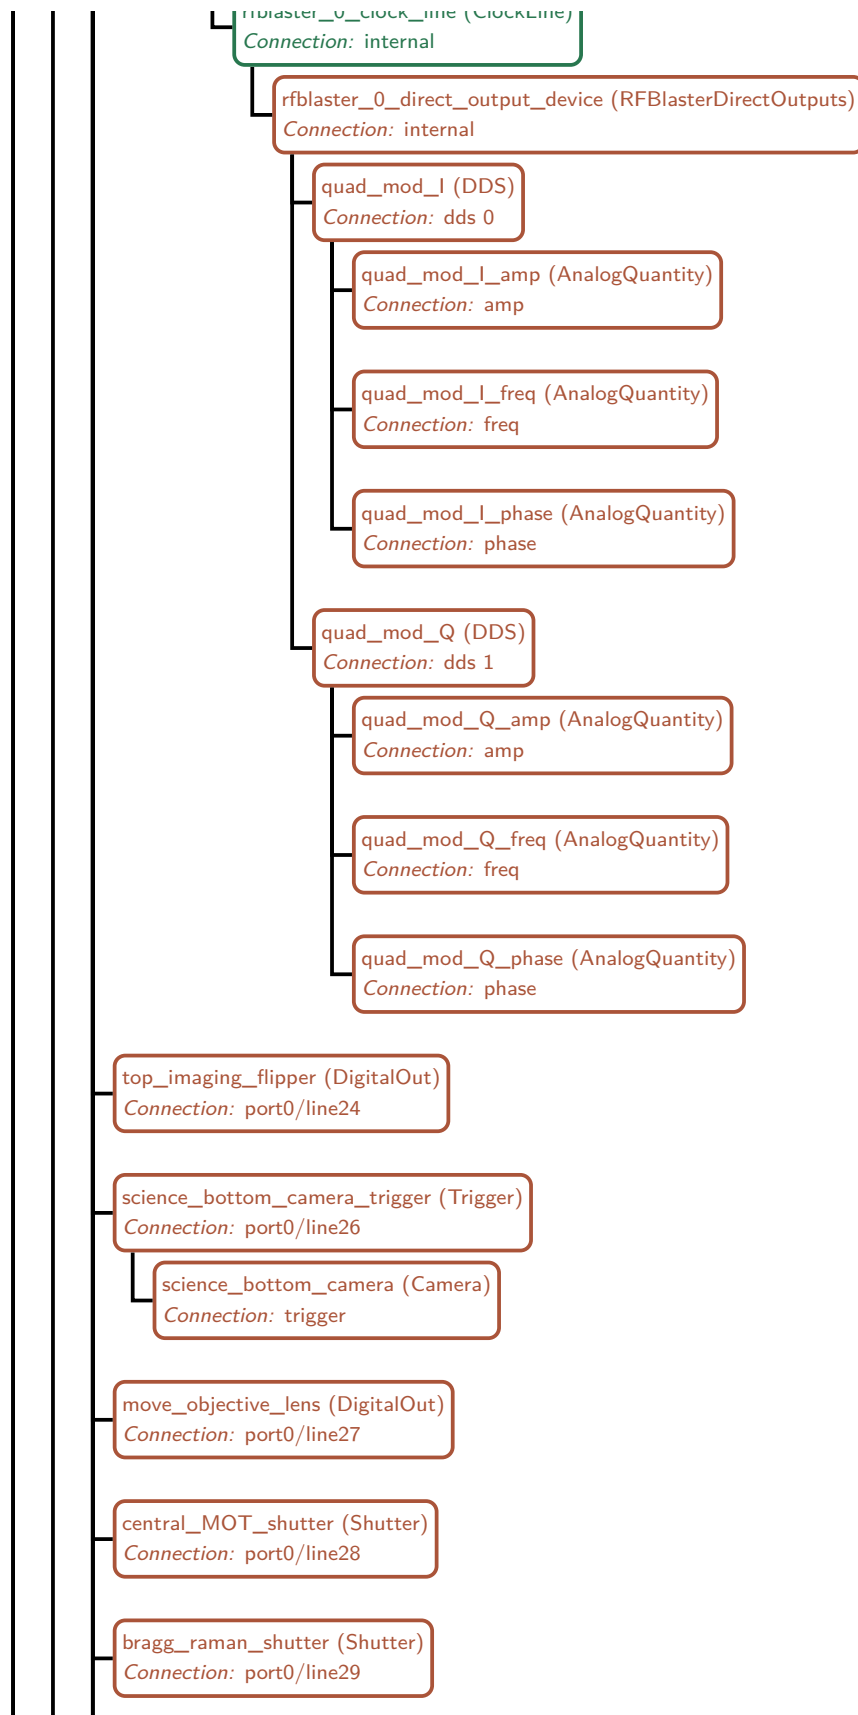 rfblaster_0_clock_line (ClockLine)
Connection: internal
rfblaster_0_direct_output_device (RFBlasterDirectOutputs)
Connection: internal
quad_mod_I (DDS)
Connection: dds 0
quad_mod_I_amp (AnalogQuantity)
Connection: amp
quad_mod_I_freq (AnalogQuantity)
Connection: freq
quad_mod_I_phase (AnalogQuantity)
Connection: phase
quad_mod_Q (DDS)
Connection: dds 1
quad_mod_Q_amp (AnalogQuantity)
Connection: amp
quad_mod_Q_freq (AnalogQuantity)
Connection: freq
quad_mod_Q_phase (AnalogQuantity)
Connection: phase
top_imaging_flipper (DigitalOut)
Connection: port0/line24
science_bottom_camera_trigger (Trigger)
Connection: port0/line26
science_bottom_camera (Camera)
Connection: trigger
move_objective_lens (DigitalOut)
Connection: port0/line27
central_MOT_shutter (Shutter)
Connection: port0/line28
bragg_raman_shutter (Shutter)
Connection: port0/line29